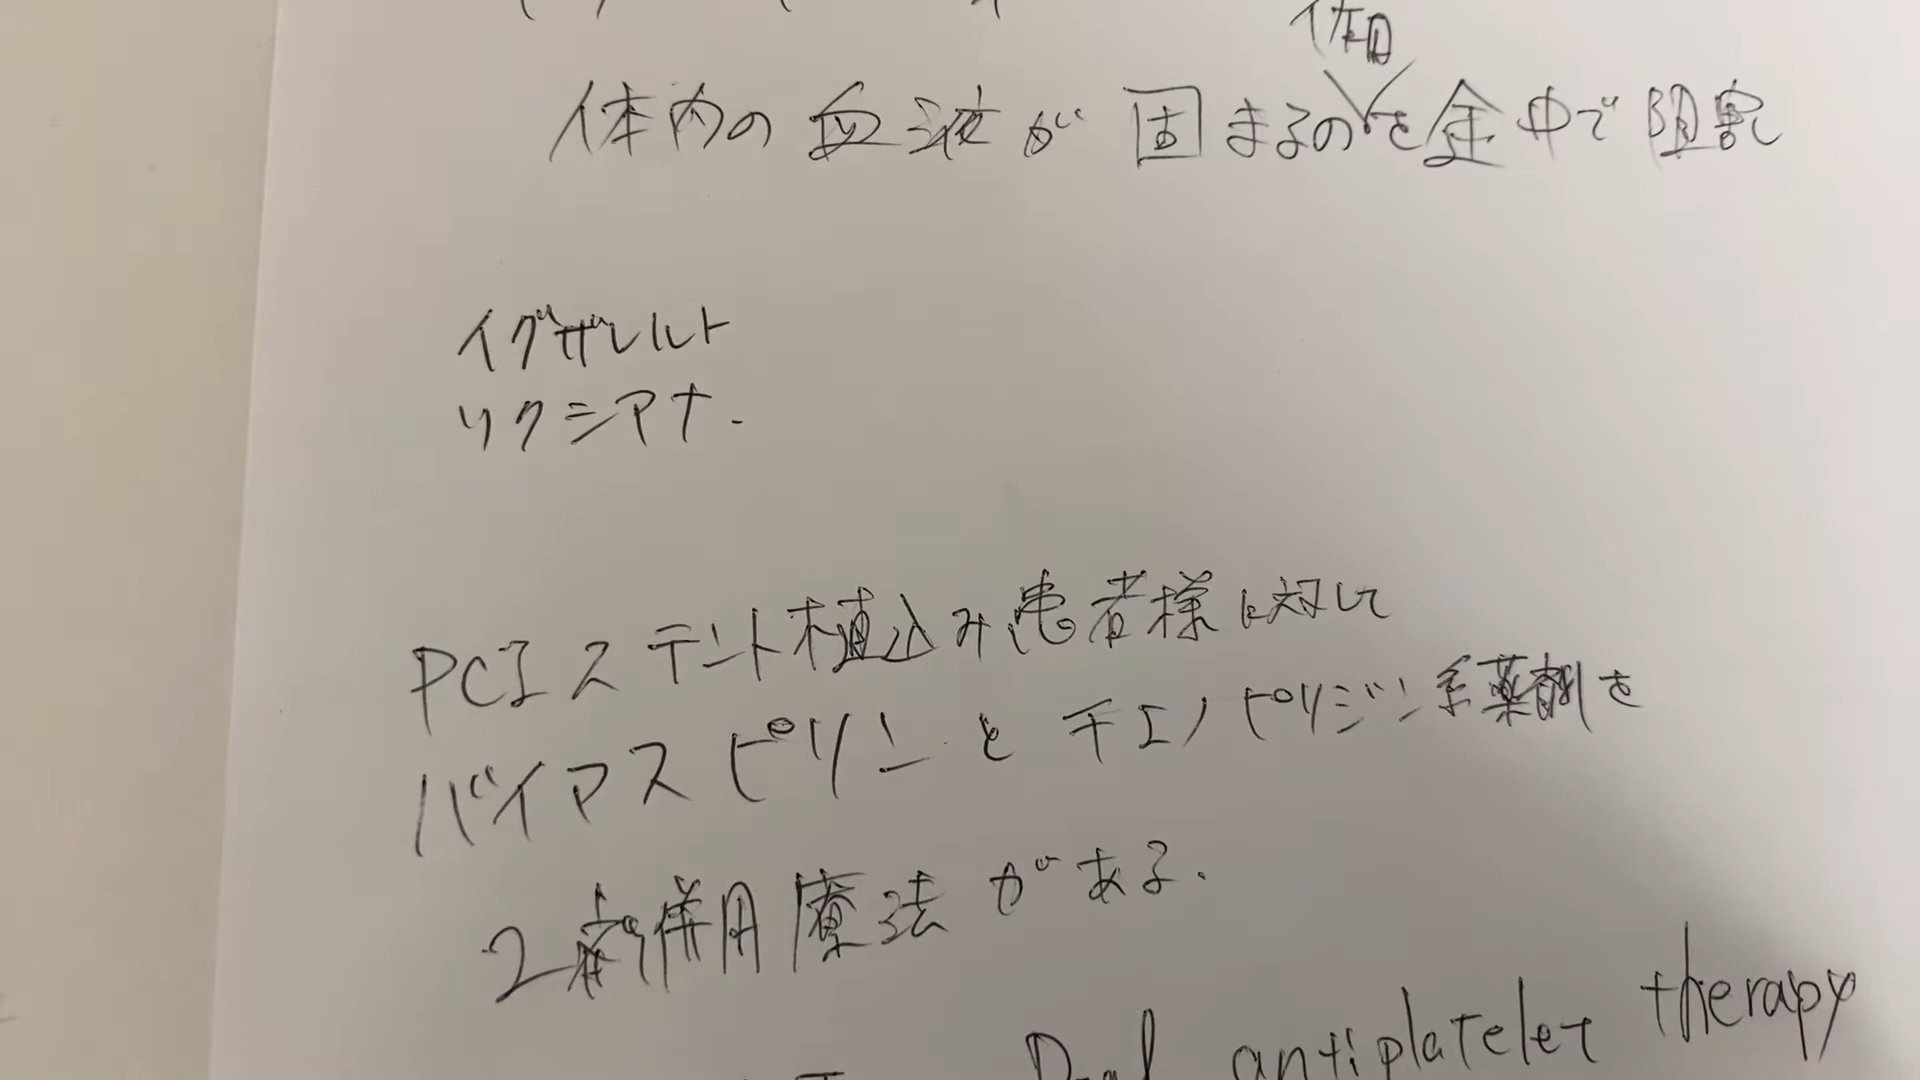 作用
体内の血液が固まるのを途中で阻害
イグザレルト
リクシアナ.
PCIステント植込み患者様に対して
バイアスピリンとチエノピリジン系薬剤を
2剤併用療法がある.
Dual antiplatelet therapy